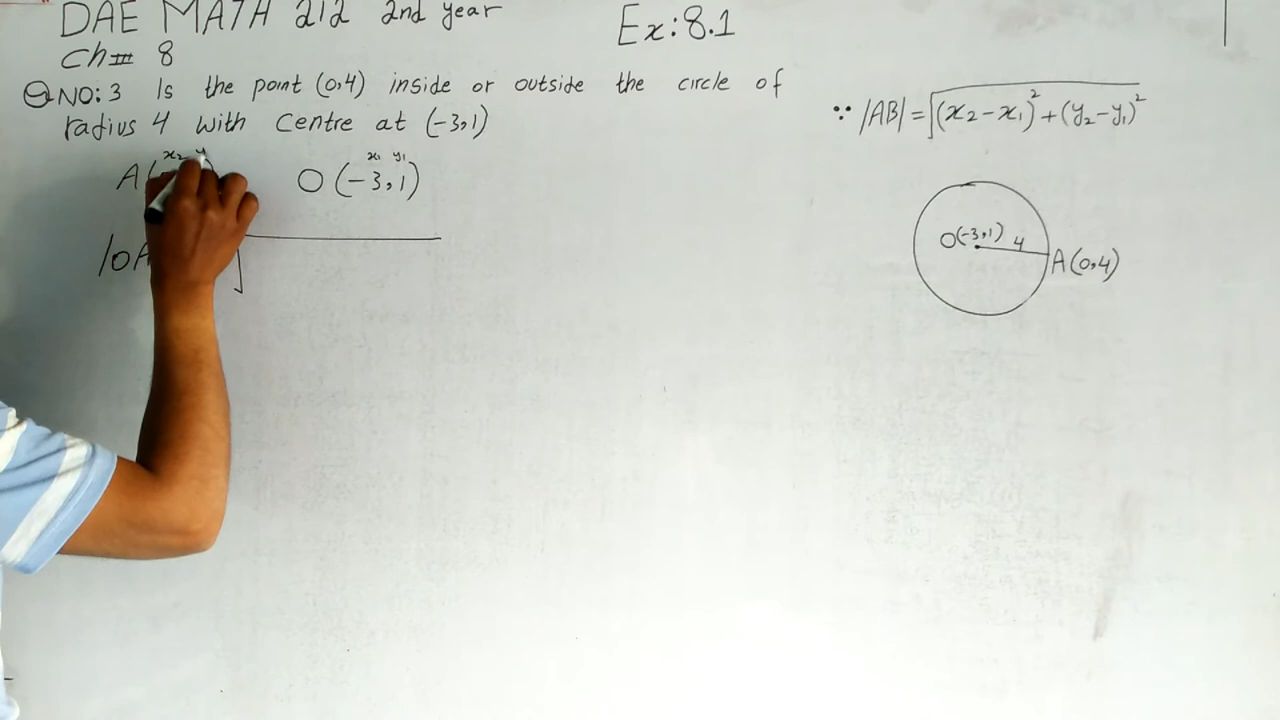 DAE MATH 212 2nd year
Ex: 8.1
Ch# 8
Q NO: 3 Is the point (0,4) inside or outside the circle of
radius 4 with Centre at (-3,1)
∵ |AB| = √(x₂-x₁)² + (y₂-y₁)²
x₂ y
x₁ y₁
A(
O (-3,1)
|OA
O(-3,1) 4
A(0,4)